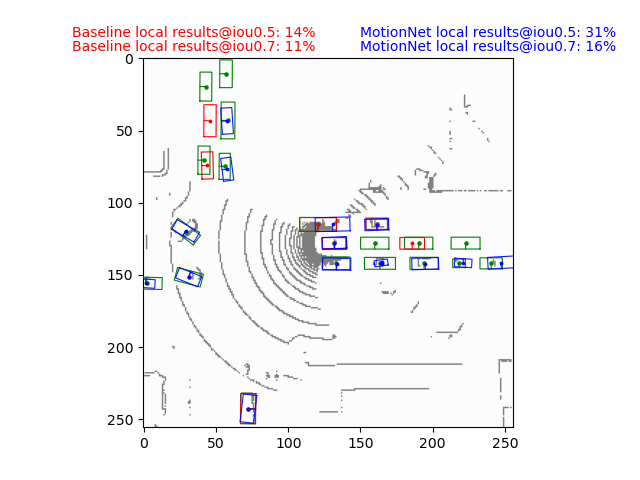 Baseline local results@iou0.5: 14%
Baseline local results@iou0.7: 11%
MotionNet local results@iou0.5: 31%
MotionNet local results@iou0.7: 16%
0
50
100
150
200
250
0 50 100 150 200 250